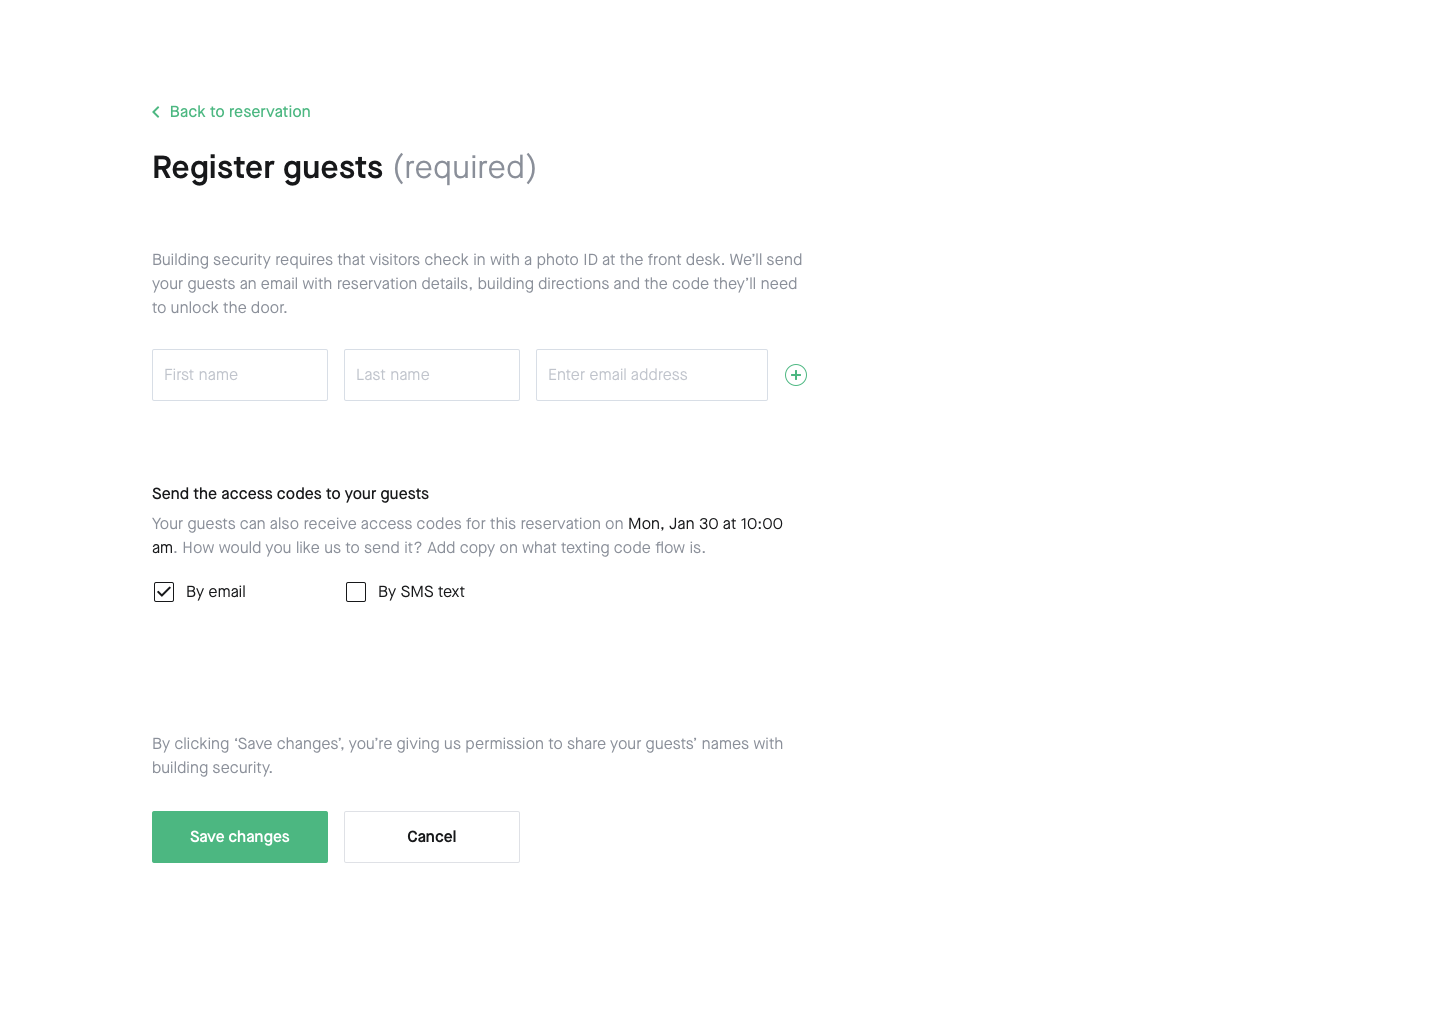 Back to reservation
Register guests (required)
Building security requires that visitors check in with a photo ID at the front desk. We’ll send
your guests an email with reservation details, building directions and the code they’ll need
to unlock the door.
First name Last name Enter email address
Send the access codes to your guests
Your guests can also receive access codes for this reservation on Mon, Jan 30 at 10:00
am. How would you like us to send it? Add copy on what texting code flow is.
By email By SMS text
By clicking ‘Save changes’, you’re giving us permission to share your guests’ names with
building security.
Save changes Cancel